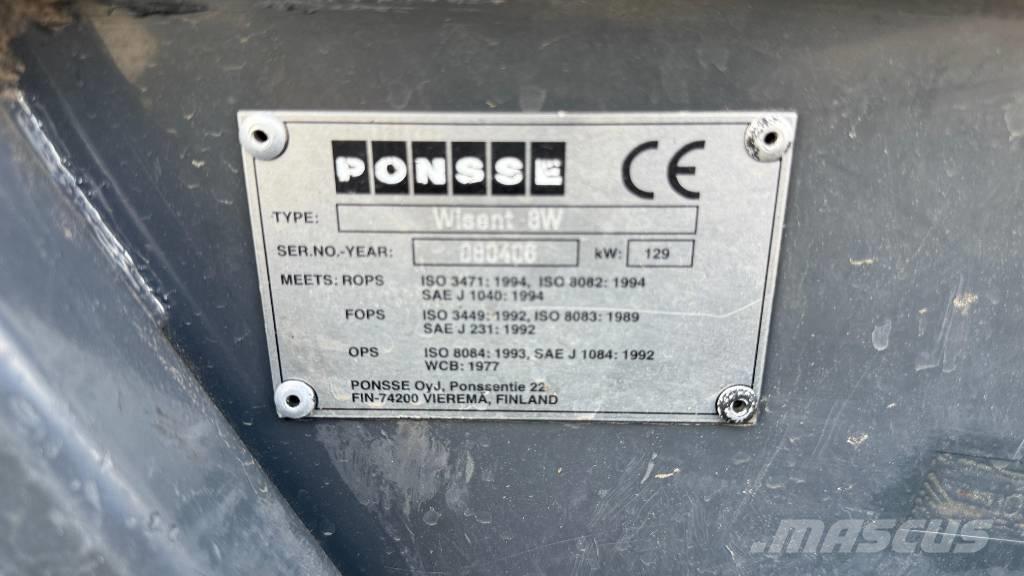 PONSSE CE
TYPE: Wisent 8W
SER.NO.-YEAR: 080406 kW: 129
MEETS: ROPS ISO 3471: 1994, ISO 8082: 1994
SAE J 1040: 1994
FOPS ISO 3449: 1992, ISO 8083: 1989
SAE J 231: 1992
OPS ISO 8084: 1993, SAE J 1084: 1992
WCB: 1977
PONSSE OyJ, Ponssentie 22
FIN-74200 VIEREMÄ, FINLAND
MASCUS